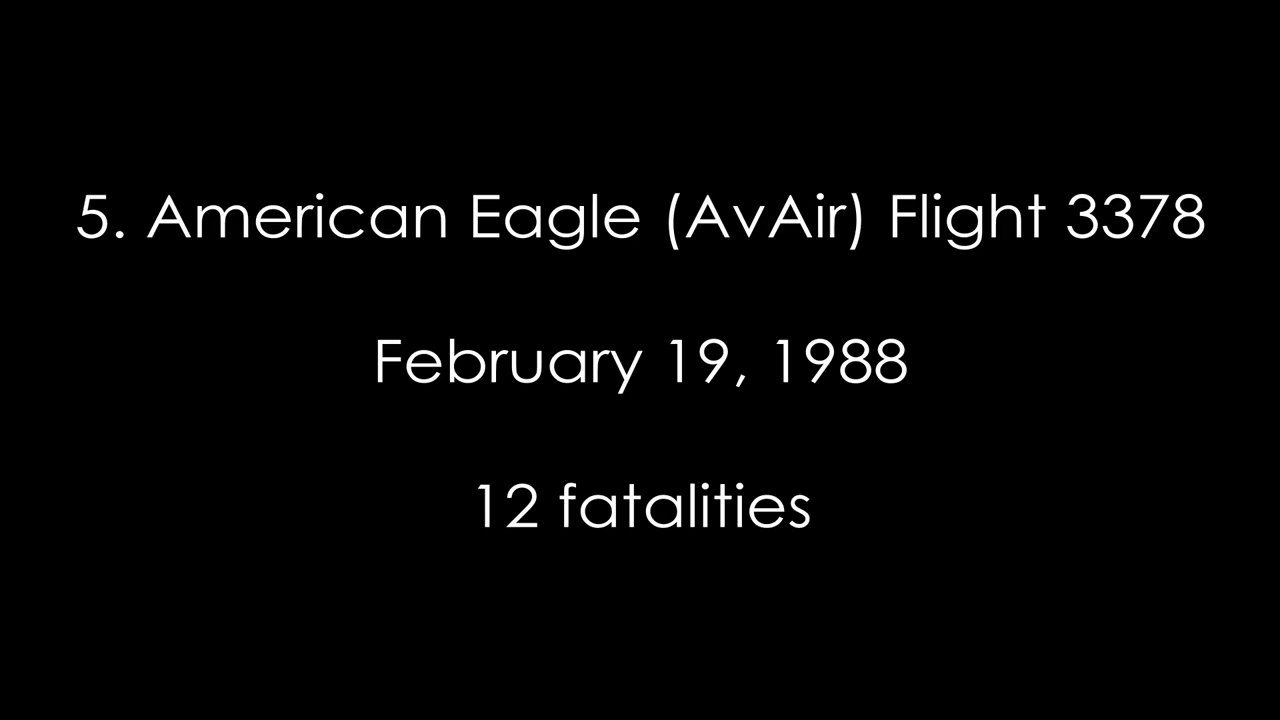 5. American Eagle (AvAir) Flight 3378
February 19, 1988
12 fatalities